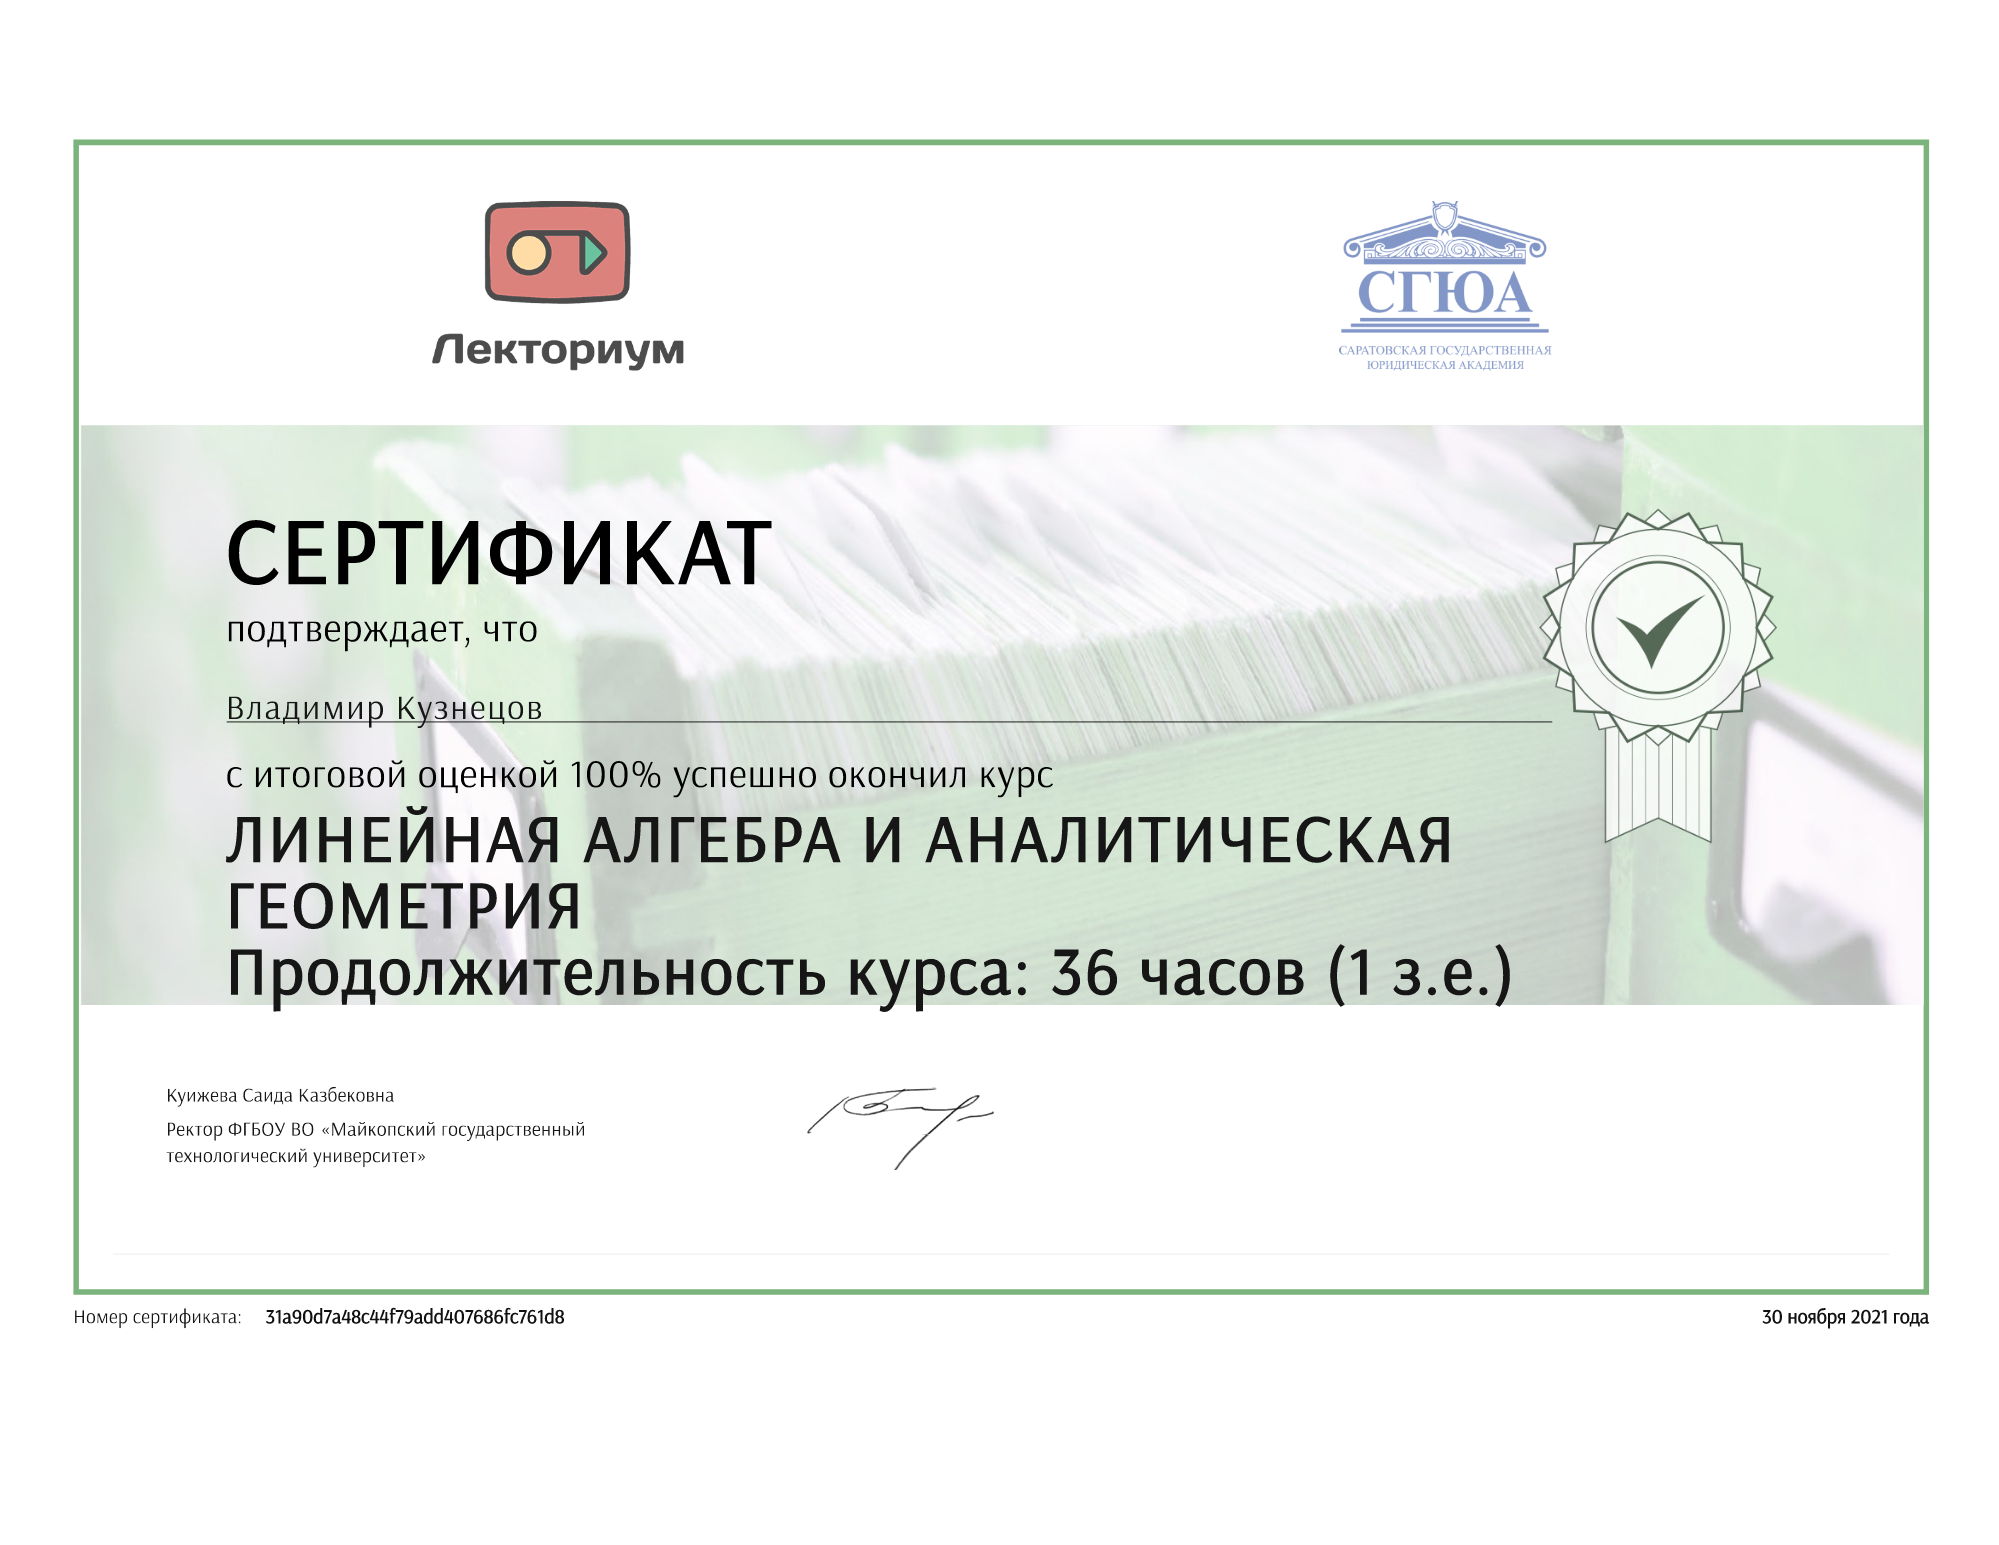 Лекториум
СГЮА
САРАТОВСКАЯ ГОСУДАРСТВЕННАЯ
ЮРИДИЧЕСКАЯ АКАДЕМИЯ
СЕРТИФИКАТ
подтверждает, что
Владимир Кузнецов
с итоговой оценкой 100% успешно окончил курс
ЛИНЕЙНАЯ АЛГЕБРА И АНАЛИТИЧЕСКАЯ
ГЕОМЕТРИЯ
Продолжительность курса: 36 часов (1 з.е.)
Куижева Саида Казбековна
Ректор ФГБОУ ВО «Майкопский государственный
технологический университет»
Номер сертификата: 31a90d7a48c44f79add407686fc761d8
30 ноября 2021 года